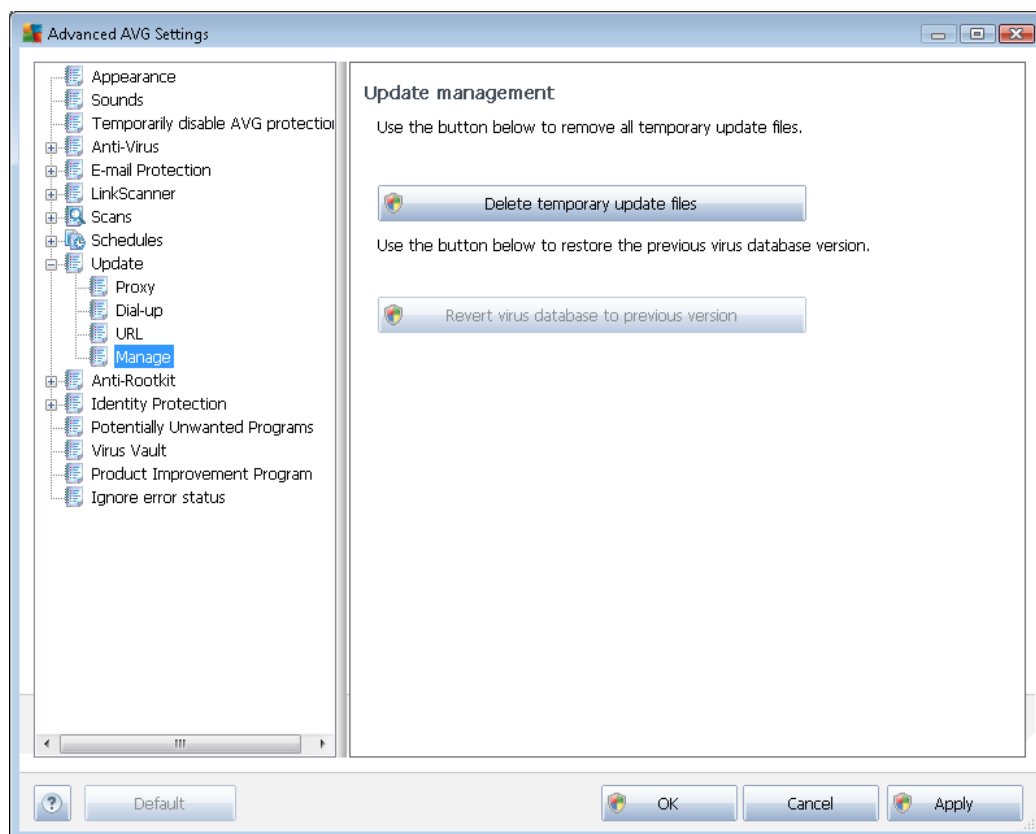 Advanced AVG Settings
Appearance
Sounds
Temporarily disable AVG protection
Anti-Virus
E-mail Protection
LinkScanner
Scans
Schedules
Update
Proxy
Dial-up
URL
Manage
Anti-Rootkit
Identity Protection
Potentially Unwanted Programs
Virus Vault
Product Improvement Program
Ignore error status
Update management
Use the button below to remove all temporary update files.
Delete temporary update files
Use the button below to restore the previous virus database version.
Revert virus database to previous version
?
Default
OK
Cancel
Apply